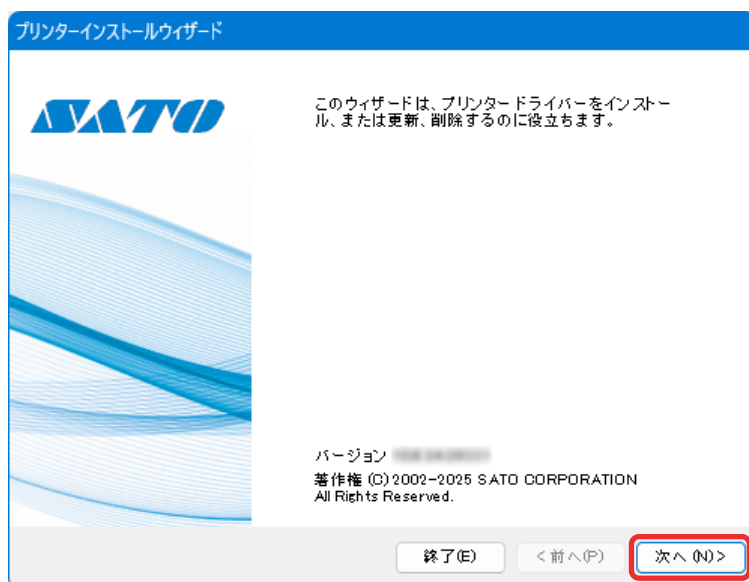 プリンターインストールウィザード
SATO
このウィザードは、プリンタードライバーをインストー
ル、または更新、削除するのに役立ちます。
バージョン
著作権 (C)2002-2025 SATO CORPORATION
All Rights Reserved.
終了(E)
<前へ(P)
次へ(N)>